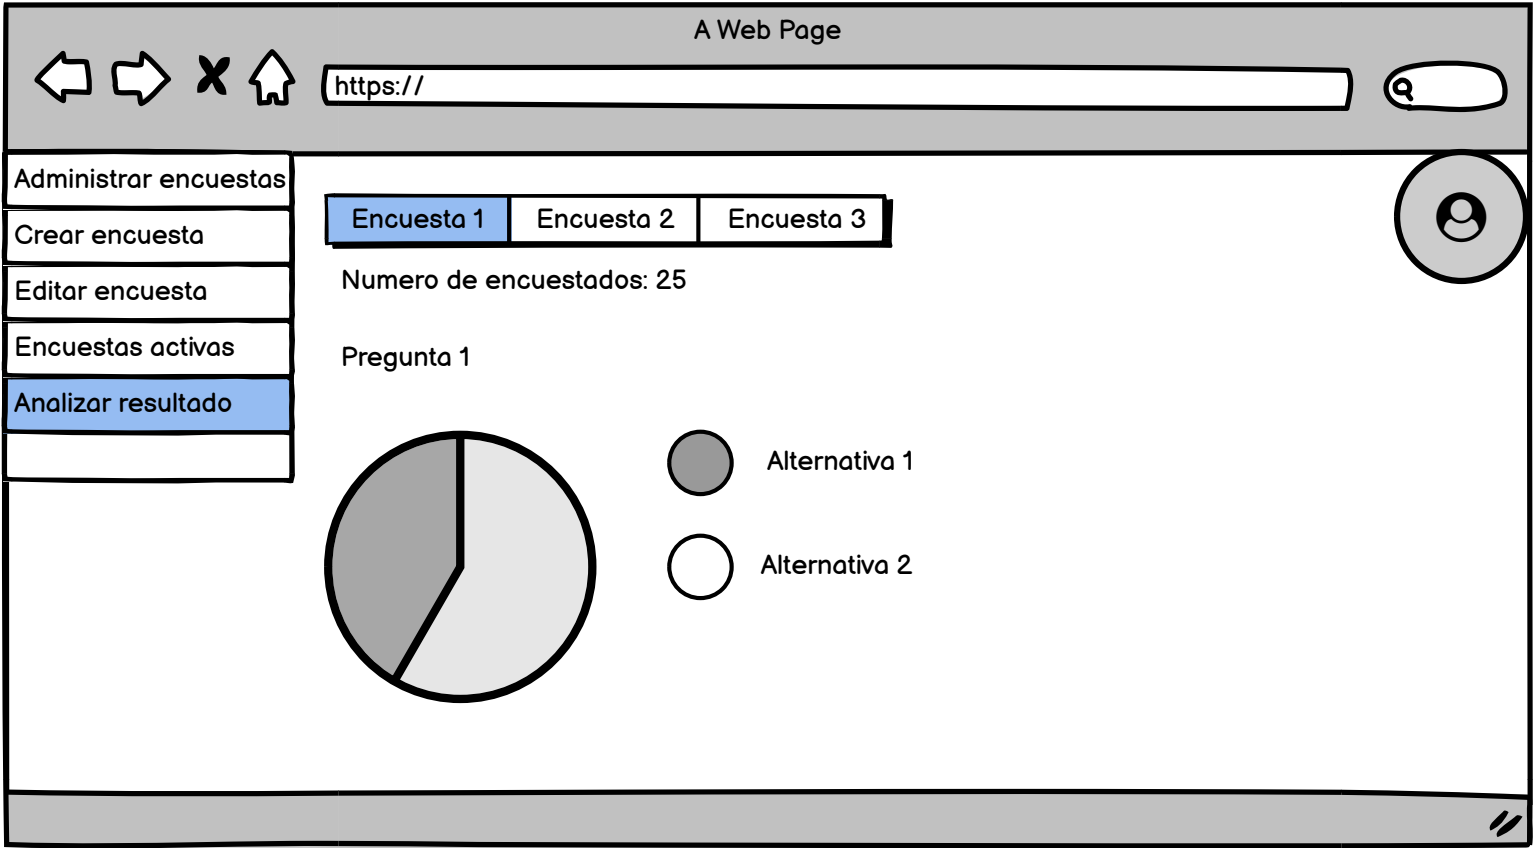 A Web Page
https://
Administrar encuestas
Crear encuesta
Editar encuesta
Encuestas activas
Analizar resultado
Encuesta 1
Encuesta 2
Encuesta 3
Numero de encuestados: 25
Pregunta 1
Alternativa 1
Alternativa 2